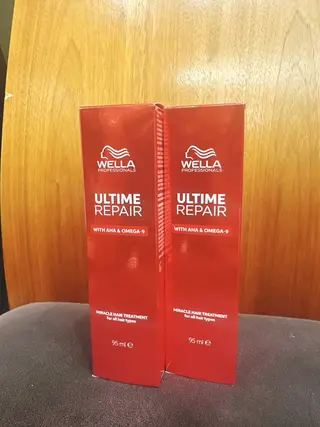 WELLA
PROFESSIONALS
ULTIME
REPAIR
WITH AHA & OMEGA-9
MIRACLE HAIR TREATMENT
for all hair types
95 ml ℮
WELLA
PROFESSIONALS
ULTIME
REPAIR
WITH AHA & OMEGA-9
MIRACLE HAIR TREATMENT
for all hair types
95 ml ℮